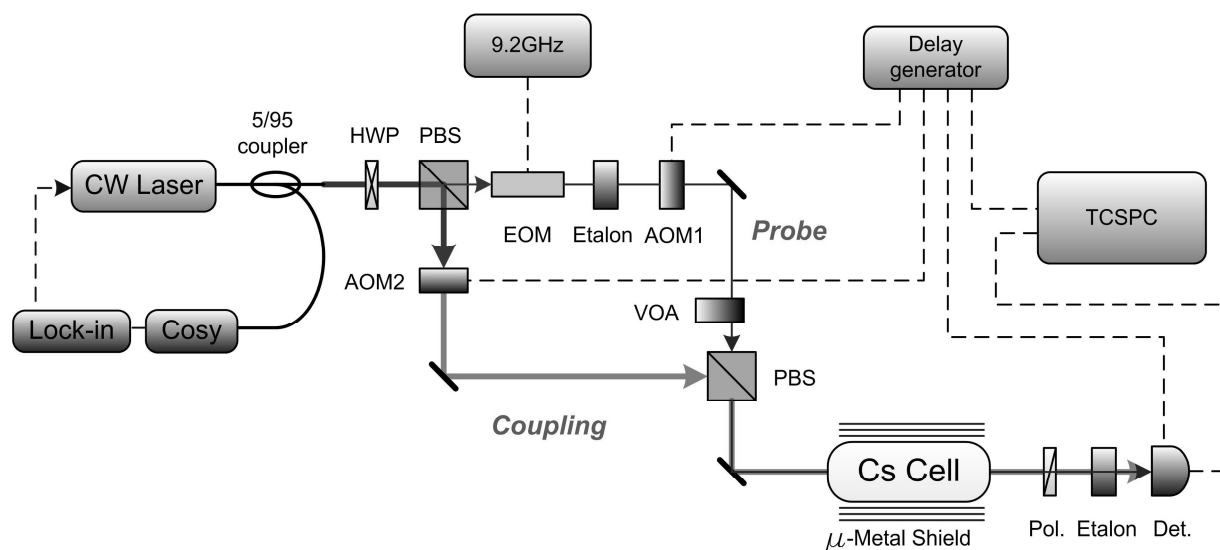 9.2GHz
Delay
generator
5/95
coupler
HWP
PBS
CW Laser
EOM
Etalon
AOM1
Probe
TCSPC
AOM2
VOA
Lock-in
Cosy
PBS
Coupling
Cs Cell
μ-Metal Shield
Pol.
Etalon
Det.